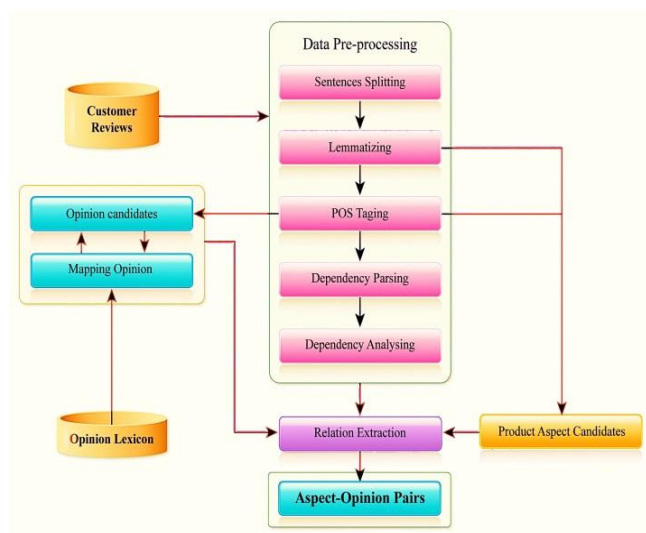 Data Pre-processing
Sentences Splitting
Customer
Reviews
Lemmatizing
Opinion candidates
POS Taging
Mapping Opinion
Dependency Parsing
Dependency Analysing
Opinion Lexicon
Relation Extraction
Product Aspect Candidates
Aspect-Opinion Pairs